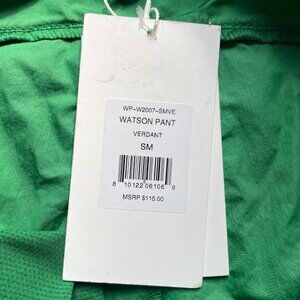 WP-W2007-SMVE
WATSON PANT
VERDANT
SM
8 10122 06106 9
MSRP $115.00